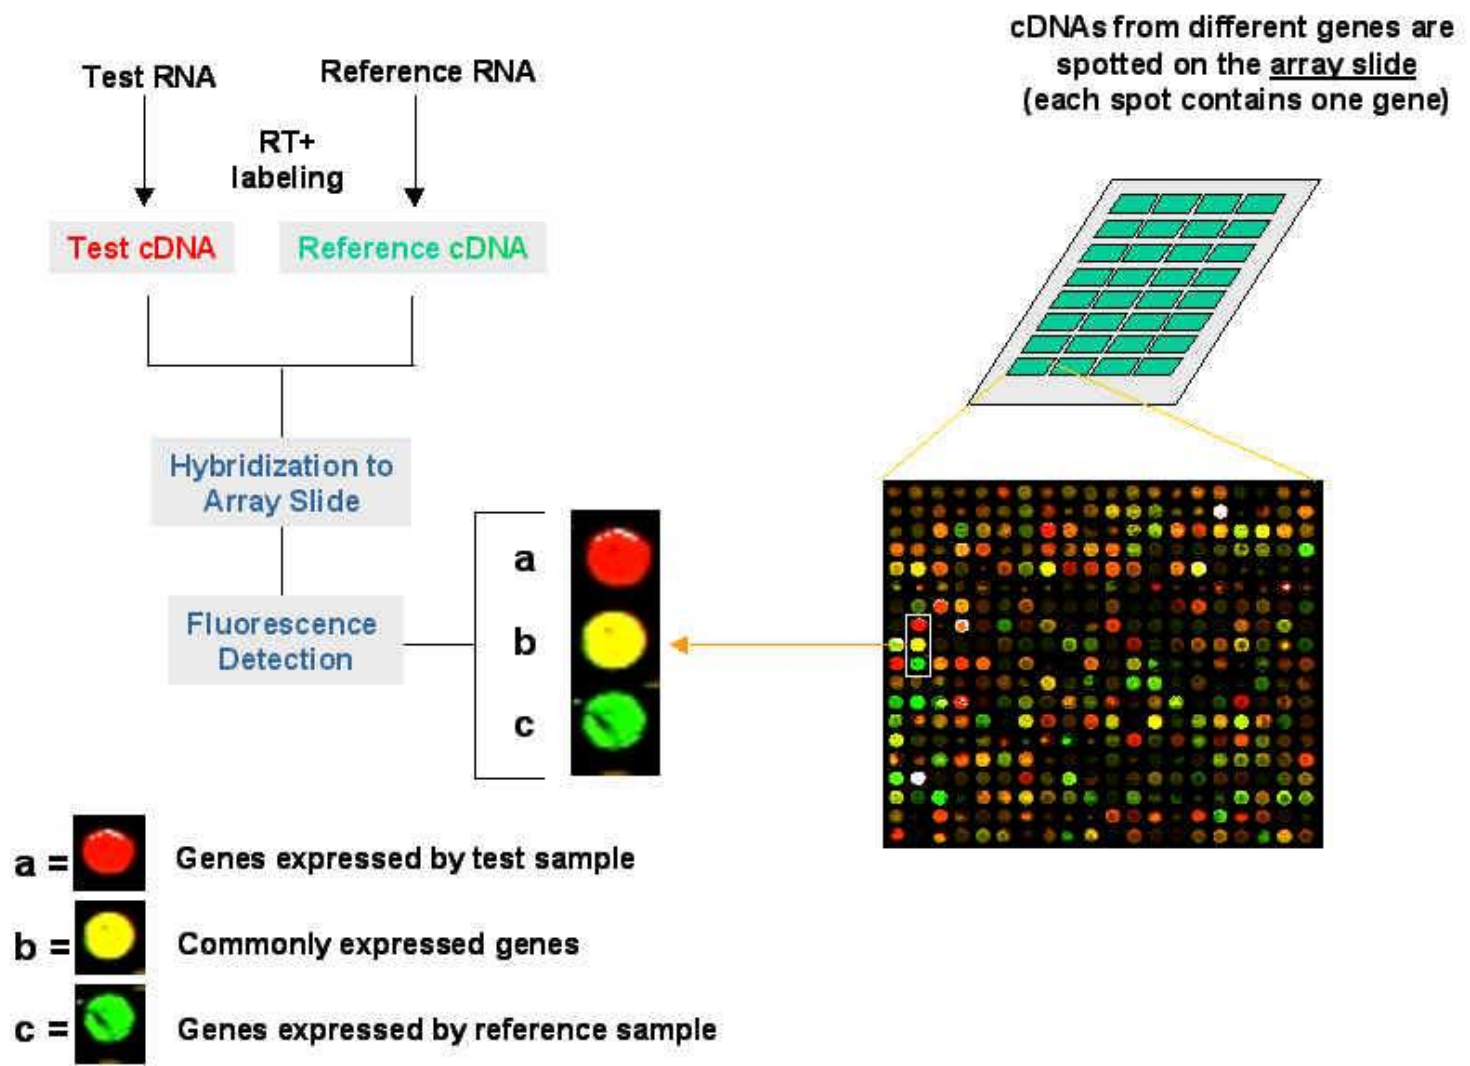 cDNAs from different genes are
spotted on the array slide
(each spot contains one gene)
Test RNA
Reference RNA
RT+
labeling
Test cDNA
Reference cDNA
Hybridization to
Array Slide
Fluorescence
Detection
a
b
c
a =
Genes expressed by test sample
b =
Commonly expressed genes
c =
Genes expressed by reference sample